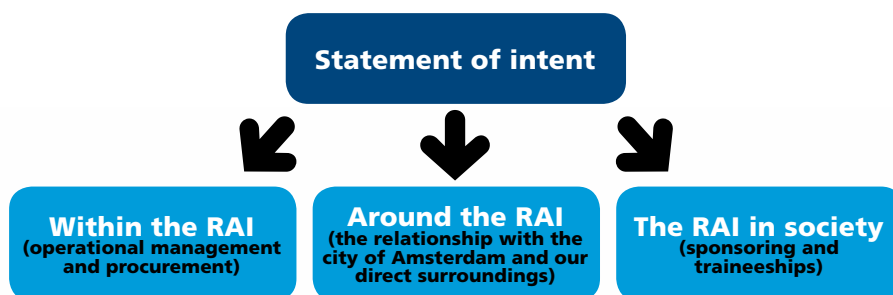 Statement of intent
Within the RAI
(operational management
and procurement)
Around the RAI
(the relationship with the
city of Amsterdam and our
direct surroundings)
The RAI in society
(sponsoring and
traineeships)